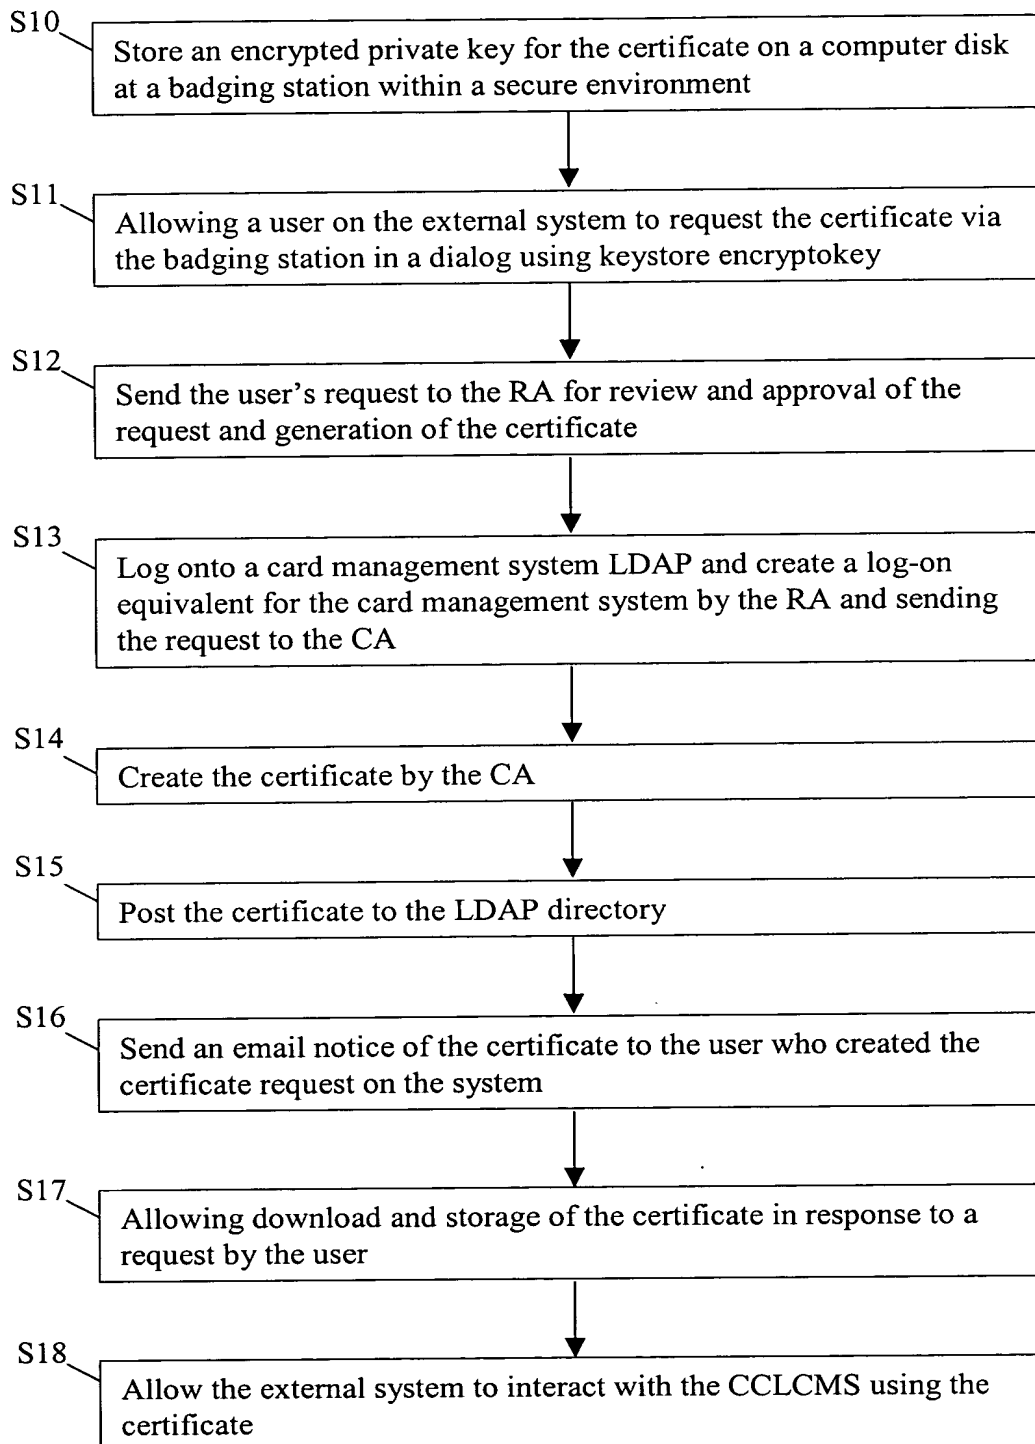 S10
Store an encrypted private key for the certificate on a computer disk
at a badging station within a secure environment
S11
Allowing a user on the external system to request the certificate via
the badging station in a dialog using keystore encryptokey
S12
Send the user's request to the RA for review and approval of the
request and generation of the certificate
S13
Log onto a card management system LDAP and create a log-on
equivalent for the card management system by the RA and sending
the request to the CA
S14
Create the certificate by the CA
S15
Post the certificate to the LDAP directory
S16
Send an email notice of the certificate to the user who created the
certificate request on the system
S17
Allowing download and storage of the certificate in response to a
request by the user
S18
Allow the external system to interact with the CCLCMS using the
certificate